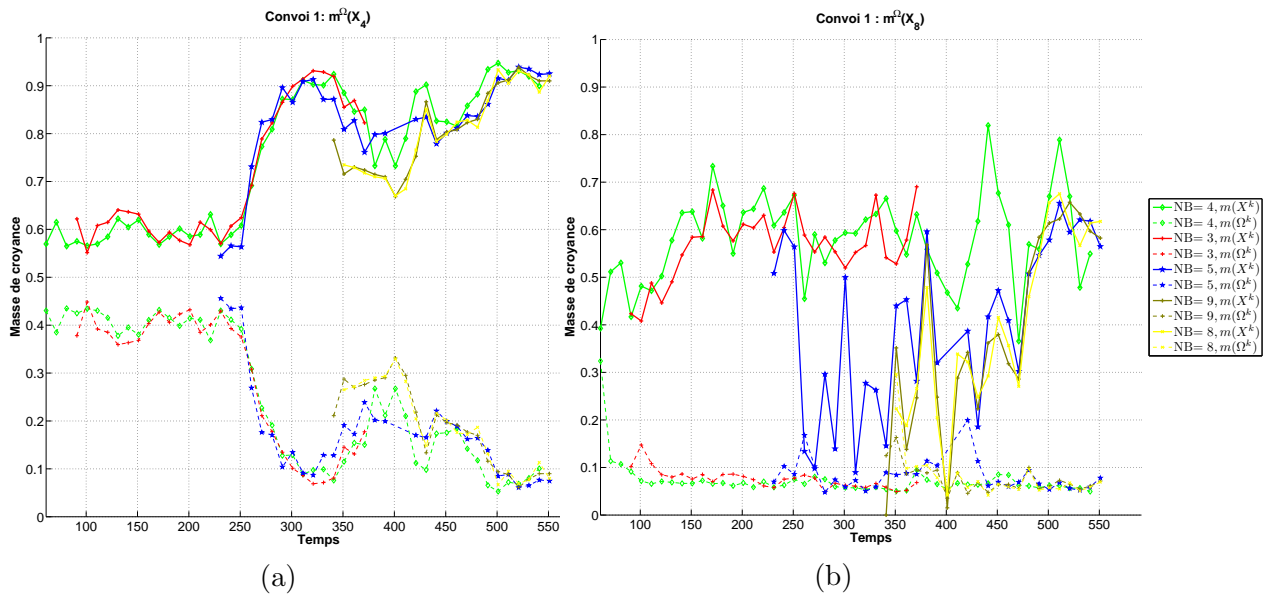 Convoi 1: m^Ω(X_4)
Masse de croyance
1
0.9
0.8
0.7
0.6
0.5
0.4
0.3
0.2
0.1
0
100 150 200 250 300 350 400 450 500 550
Temps
(a)
Convoi 1 : m^Ω(X_8)
Masse de croyance
1
0.9
0.8
0.7
0.6
0.5
0.4
0.3
0.2
0.1
0
100 150 200 250 300 350 400 450 500 550
Temps
(b)
NB= 4, m(X^k)
NB= 4, m(Ω^k)
NB= 3, m(X^k)
NB= 3, m(Ω^k)
NB= 5, m(X^k)
NB= 5, m(Ω^k)
NB= 9, m(X^k)
NB= 9, m(Ω^k)
NB= 8, m(X^k)
NB= 8, m(Ω^k)